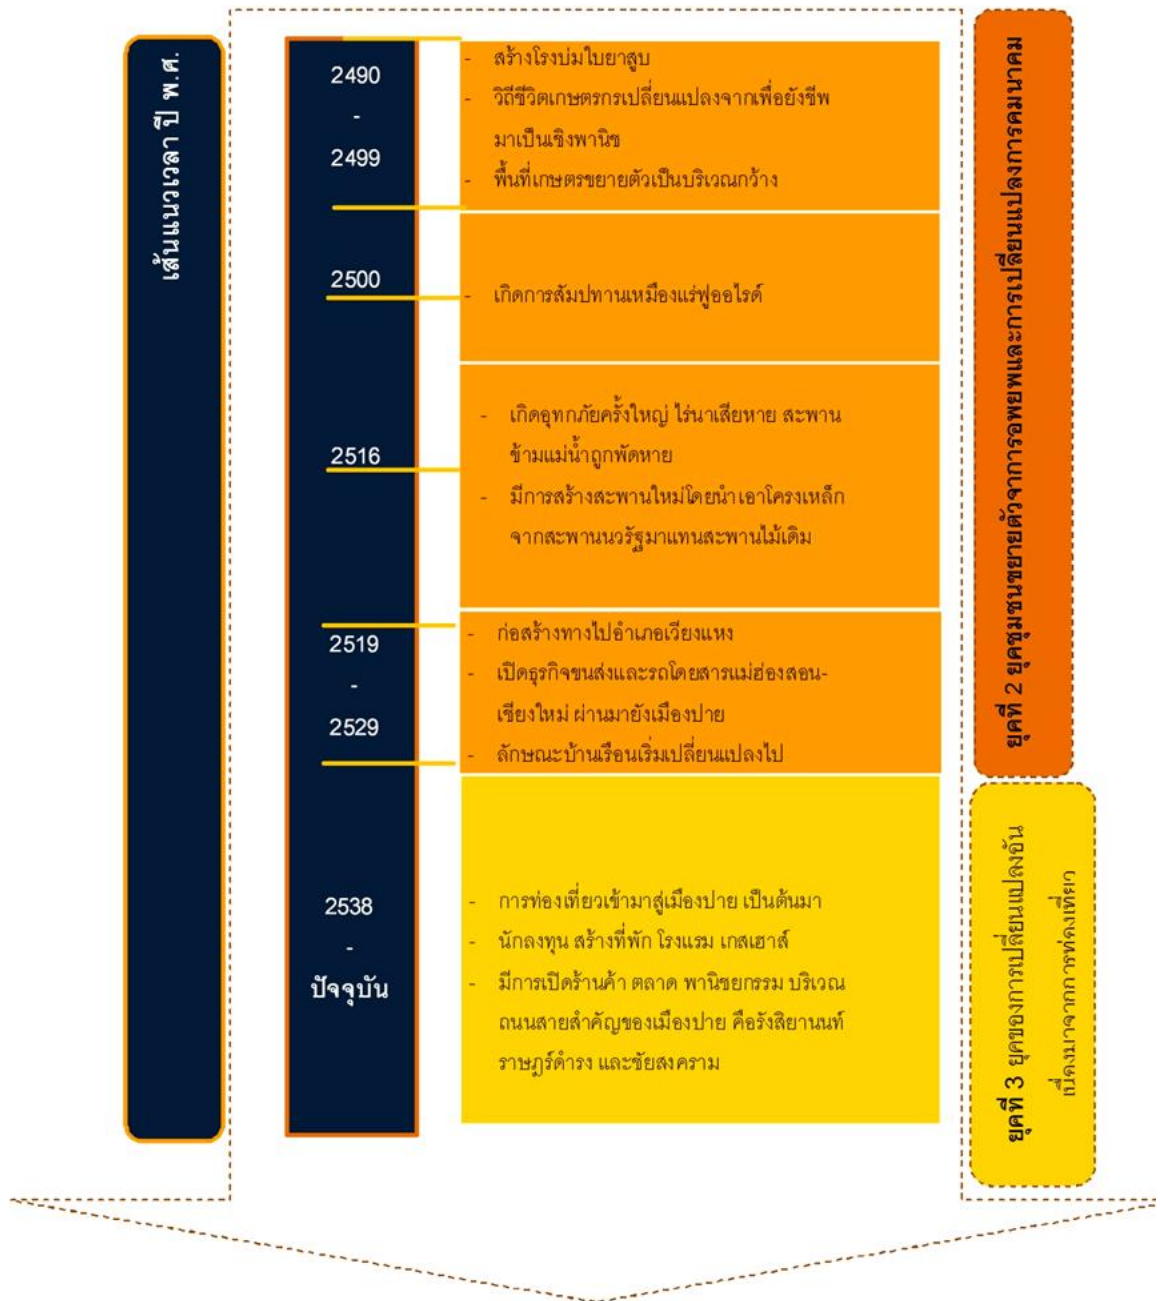 เส้นแนวเวลา ปี พ.ศ.
2490
-
2499
- สร้างโรงบ่มใบยาสูบ
- วิถีชีวิตเกษตรกรเปลี่ยนแปลงจากเพื่อยังชีพ
มาเป็นเชิงพานิช
- พื้นที่เกษตรขยายตัวเป็นบริเวณกว้าง
2500
- เกิดการสัมปทานเหมืองแร่ฟูออไรด์
2516
- เกิดอุทกภัยครั้งใหญ่ ไร่นาเสียหาย สะพาน
ข้ามแม่น้ำถูกพัดหาย
- มีการสร้างสะพานใหม่โดยนำเอาโครงเหล็ก
จากสะพานนวรัฐมาแทนสะพานไม้เดิม
2519
-
2529
- ก่อสร้างทางไปอำเภอเวียงแหง
- เปิดธุรกิจขนส่งและรถโดยสารแม่ฮ่องสอน-
เชียงใหม่ ผ่านมายังเมืองปาย
- ลักษณะบ้านเรือนเริ่มเปลี่ยนแปลงไป
ยุคที่ 2 ยุคชุมชนขยายตัวจากการอพยพและการเปลี่ยนแปลงการคมนาคม
2538
-
ปัจจุบัน
- การท่องเที่ยวเข้ามาสู่เมืองปาย เป็นต้นมา
- นักลงทุน สร้างที่พัก โรงแรม เกสเฮาส์
- มีการเปิดร้านค้า ตลาด พานิชยกรรม บริเวณ
ถนนสายสำคัญของเมืองปาย คือรังสิยานนท์
ราษฎร์ดำรง และชัยสงคราม
ยุคที่ 3 ยุคของการเปลี่ยนแปลงอัน
เนื่องมาจากการท่องเที่ยว